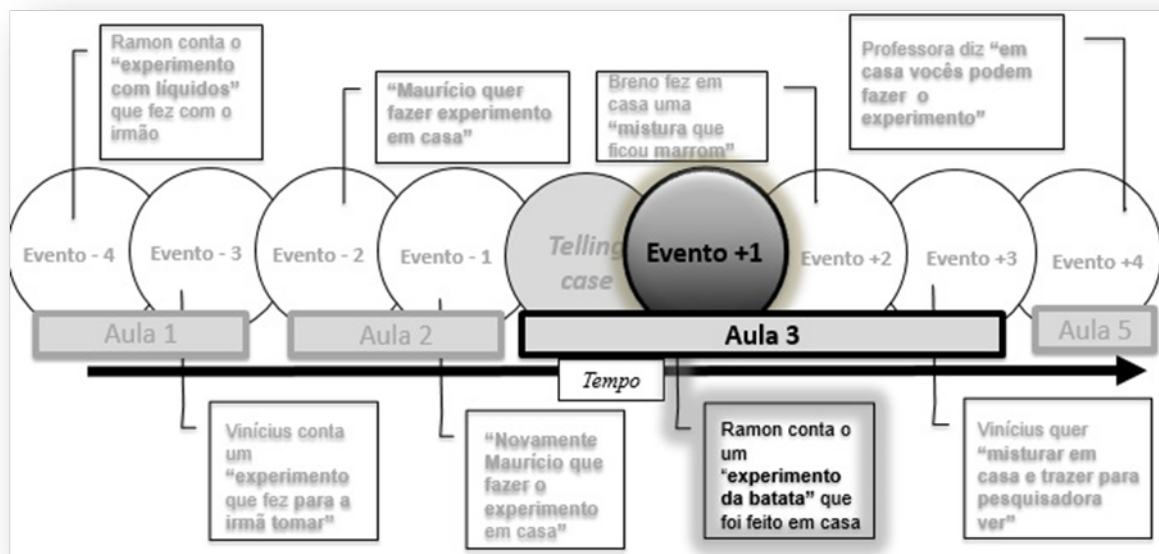 Ramon conta o
“experimento
com líquidos”
que fez com o
irmão
“Maurício quer
fazer experimento
em casa”
Breno fez em
casa uma
“mistura que
ficou marrom”
Professora diz “em
casa vocês podem
fazer o
experimento”
Evento - 4
Evento - 3
Evento - 2
Evento - 1
Telling
case
Evento +1
Evento +2
Evento +3
Evento +4
Aula 1
Aula 2
Aula 3
Aula 5
Tempo
Vinícius conta
um
“experimento
que fez para a
irmã tomar”
“Novamente
Maurício que
fazer o
experimento
em casa”
Ramon conta o
um
“experimento
da batata” que
foi feito em casa
Vinícius quer
“misturar em
casa e trazer para
pesquisadora
ver”